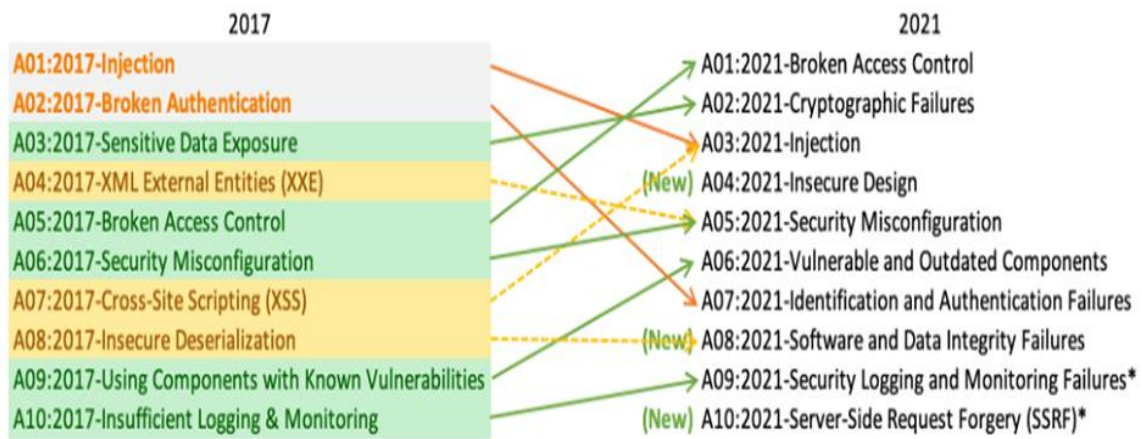 2017
2021
A01:2017-Injection
A01:2021-Broken Access Control
A02:2017-Broken Authentication
A02:2021-Cryptographic Failures
A03:2017-Sensitive Data Exposure
A03:2021-Injection
A04:2017-XML External Entities (XXE)
(New) A04:2021-Insecure Design
A05:2017-Broken Access Control
A05:2021-Security Misconfiguration
A06:2017-Security Misconfiguration
A06:2021-Vulnerable and Outdated Components
A07:2017-Cross-Site Scripting (XSS)
A07:2021-Identification and Authentication Failures
A08:2017-Insecure Deserialization
(New) A08:2021-Software and Data Integrity Failures
A09:2017-Using Components with Known Vulnerabilities
A09:2021-Security Logging and Monitoring Failures*
A10:2017-Insufficient Logging & Monitoring
(New) A10:2021-Server-Side Request Forgery (SSRF)*